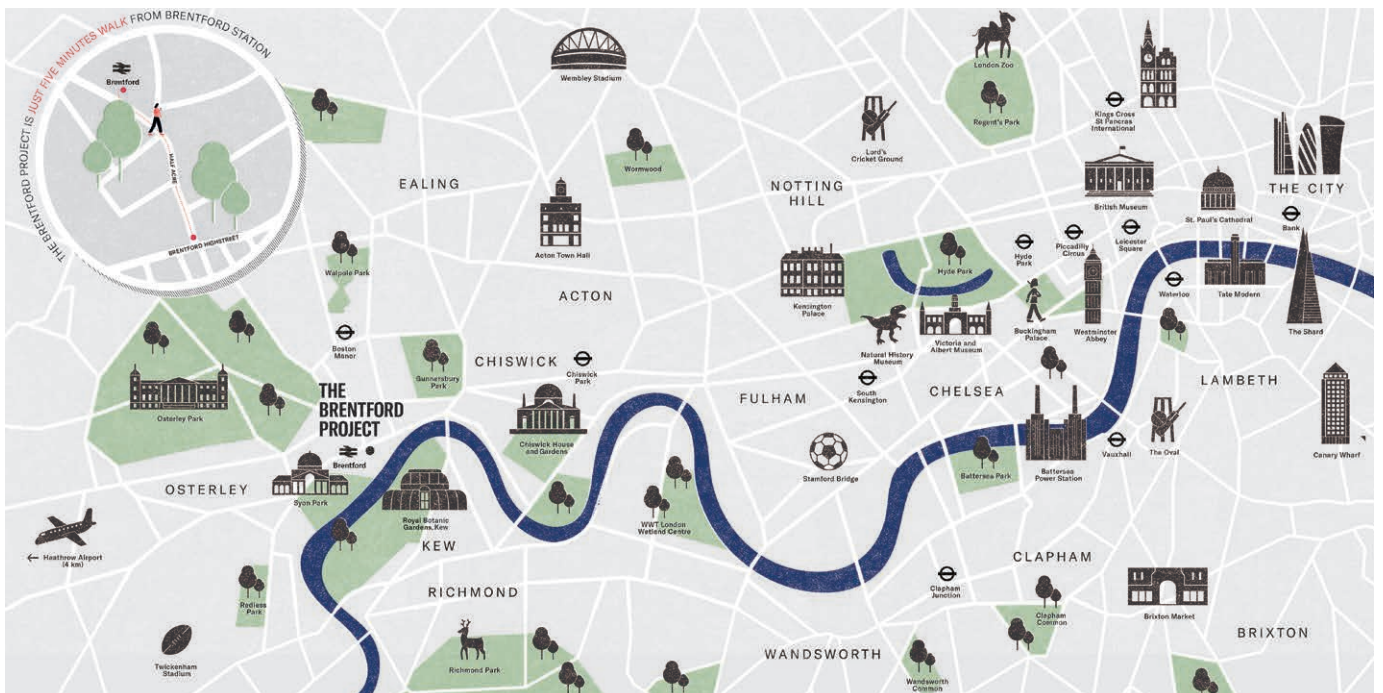 THE BRENTFORD PROJECT IS JUST FIVE MINUTES WALK FROM BRENTFORD STATION
Brentford
HALF ACRE
BRENTFORD HIGHSTREET
Wembley Stadium
London Zoo
Regent's Park
Kings Cross
St Pancras
International
Lord's
Cricket Ground
Wormwood
EALING
NOTTING
HILL
British Museum
THE CITY
St. Paul's Cathedral
Bank
Acton Town Hall
Walpole Park
Hyde Park
Hyde
Park
Piccadilly
Circus
Leicester
Square
ACTON
Kensington
Palace
Waterloo
Tate Modern
The Shard
Boston
Manor
Natural History
Museum
Victoria and
Albert Museum
Buckingham
Palace
Westminster
Abbey
Gunnersbury
Park
CHISWICK
Chiswick
Park
South
Kensington
CHELSEA
LAMBETH
FULHAM
Osterley Park
THE
BRENTFORD
PROJECT
Brentford
Chiswick House
and Gardens
Stamford Bridge
Battersea Park
Battersea
Power Station
Vauxhall
The Oval
Canary Wharf
OSTERLEY
Syon Park
Royal Botanic
Gardens, Kew
WWT London
Wetland Centre
KEW
← Heathrow Airport
(4 km)
CLAPHAM
Clapham
Junction
Clapham
Common
Brixton Market
RICHMOND
Redless
Park
Twickenham
Stadium
Richmond Park
WANDSWORTH
Wandsworth
Common
BRIXTON